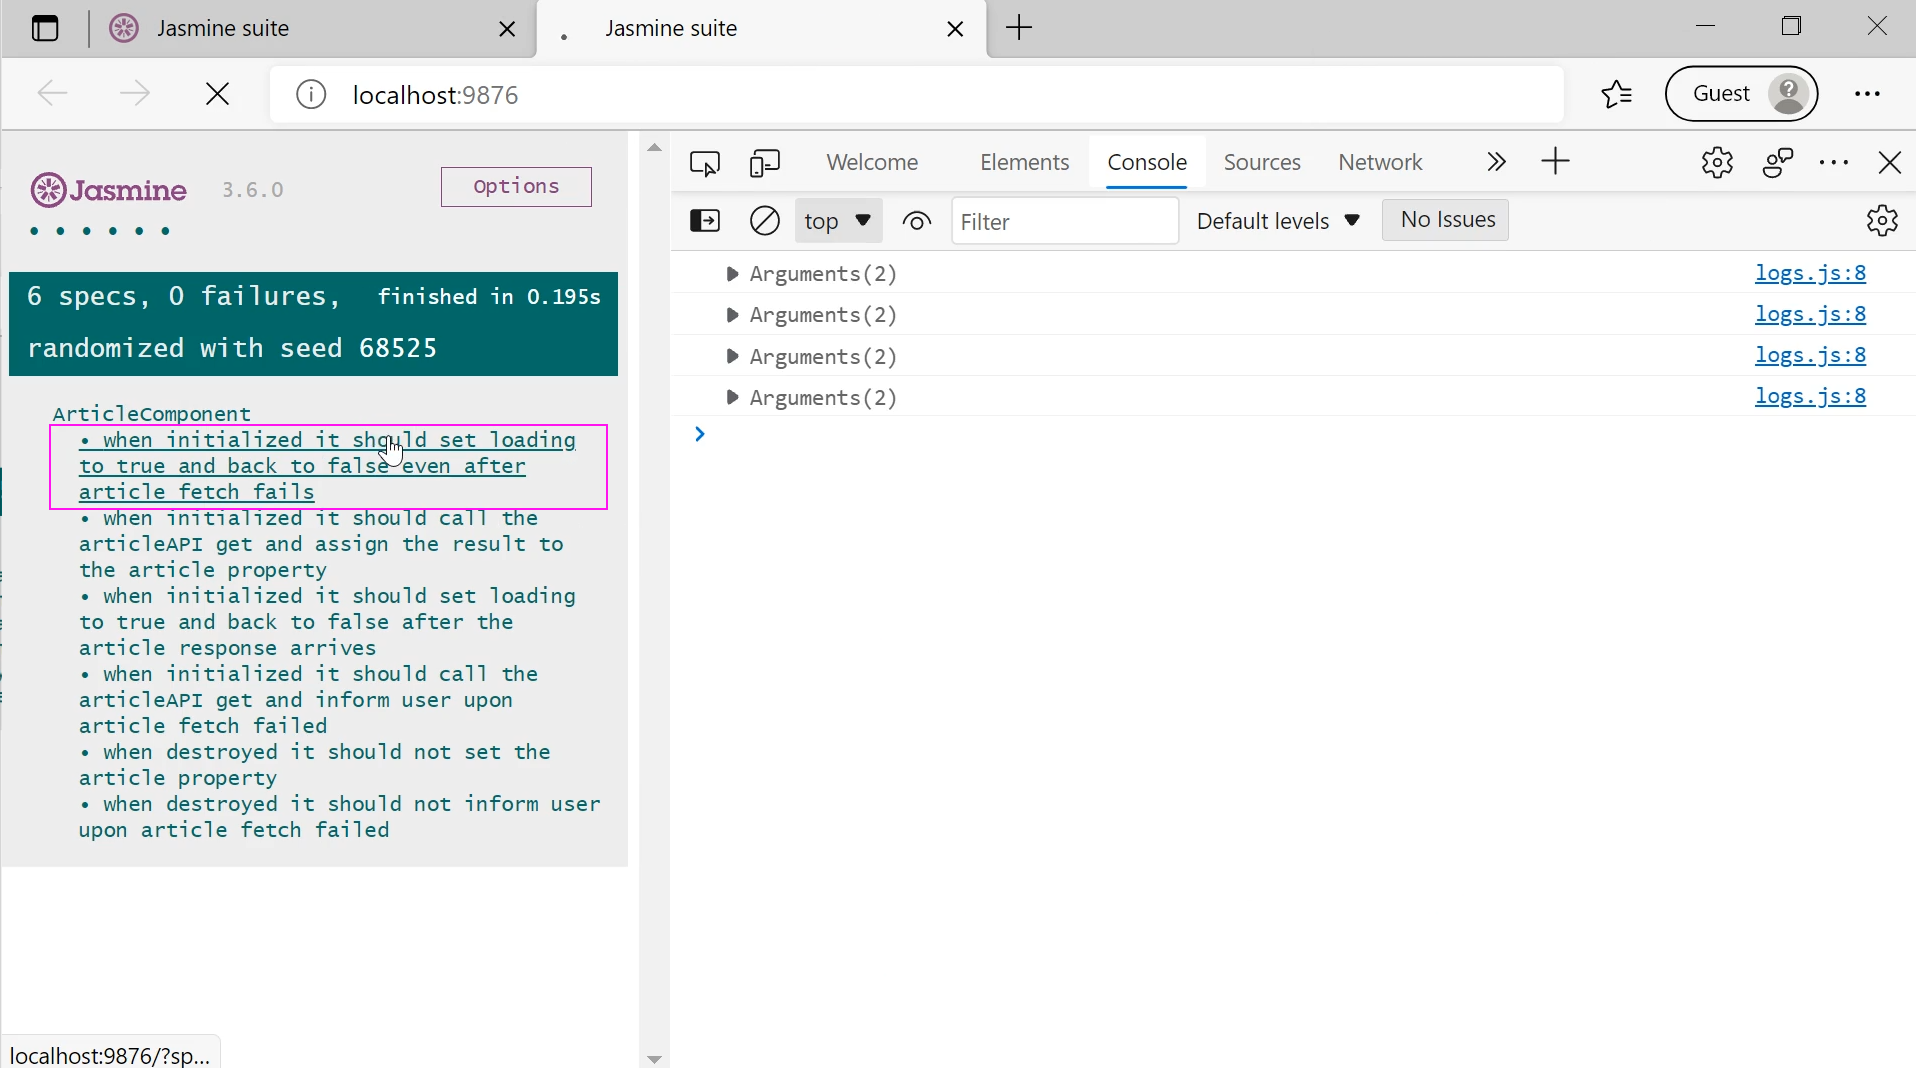 Jasmine suite
Jasmine suite
localhost:9876
Guest
Jasmine 3.6.0
Options
6 specs, 0 failures, finished in 0.195s
randomized with seed 68525
ArticleComponent
• when initialized it should set loading
to true and back to false even after
article fetch fails
• when initialized it should call the
articleAPI get and assign the result to
the article property
• when initialized it should set loading
to true and back to false after the
article response arrives
• when initialized it should call the
articleAPI get and inform user upon
article fetch failed
• when destroyed it should not set the
article property
• when destroyed it should not inform user
upon article fetch failed
localhost:9876/?sp...
Welcome Elements Console Sources Network
top Filter Default levels No Issues
Arguments(2) logs.js:8
Arguments(2) logs.js:8
Arguments(2) logs.js:8
Arguments(2) logs.js:8